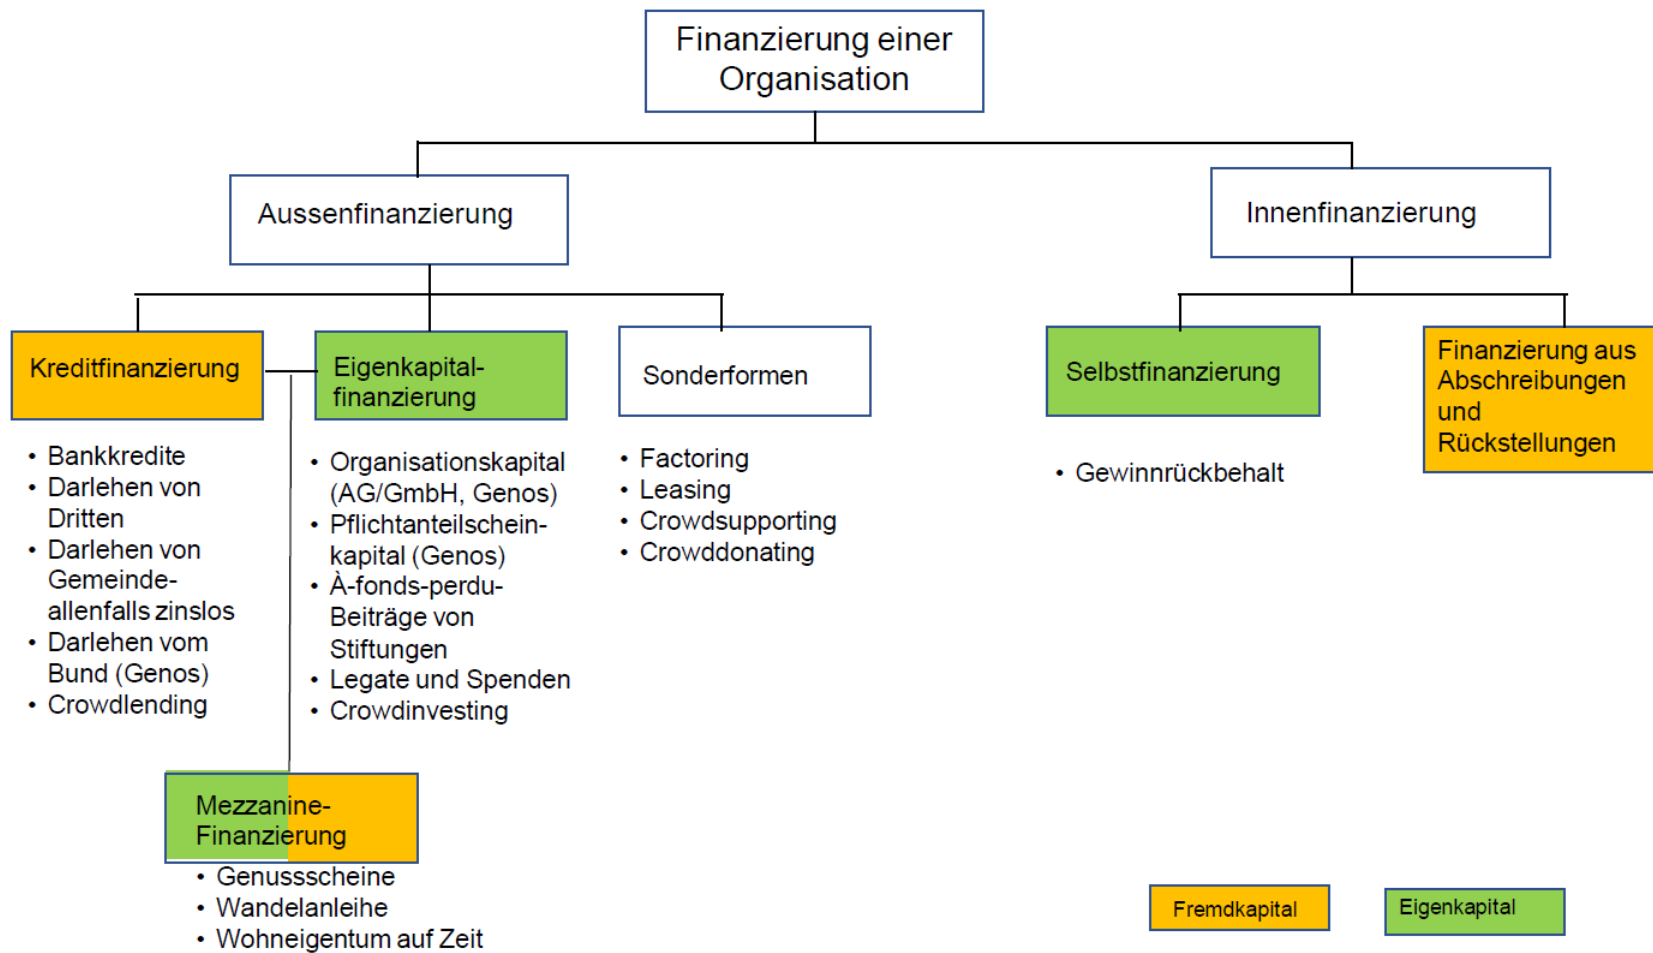 Finanzierung einer
Organisation
Aussenfinanzierung
Innenfinanzierung
Kreditfinanzierung
Eigenkapital-
finanzierung
Sonderformen
Selbstfinanzierung
Finanzierung aus
Abschreibungen
und
Rückstellungen
• Bankkredite
• Darlehen von
Dritten
• Darlehen von
Gemeinde-
allenfalls zinslos
• Darlehen vom
Bund (Genos)
• Crowdlending
• Organisationskapital
(AG/GmbH, Genos)
• Pflichtanteilschein-
kapital (Genos)
• À-fonds-perdu-
Beiträge von
Stiftungen
• Legate und Spenden
• Crowdinvesting
• Factoring
• Leasing
• Crowdsupporting
• Crowddonating
• Gewinnrückbehalt
Mezzanine-
Finanzierung
• Genussscheine
• Wandelanleihe
• Wohneigentum auf Zeit
Fremdkapital
Eigenkapital